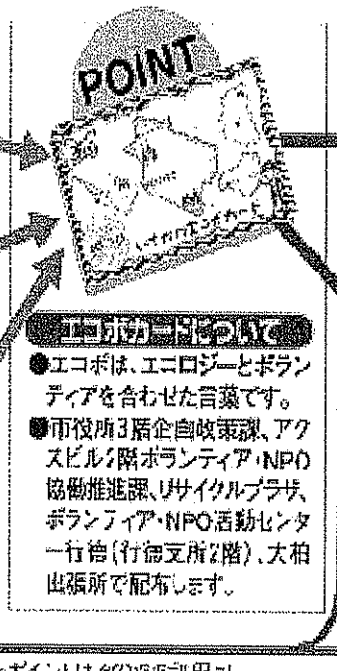 POINT
エコボカードについて
●エコボは、エコロジーとボラン
ティアを合わせた言葉です。
●市役所3階企画政策課、アク
スビル2階ボランティア・NPO
協働推進課、リサイクルプラザ、
ボランティア・NPO活動センタ
ー行徳(行徳支所2階)、大柏
出張所で配布します。